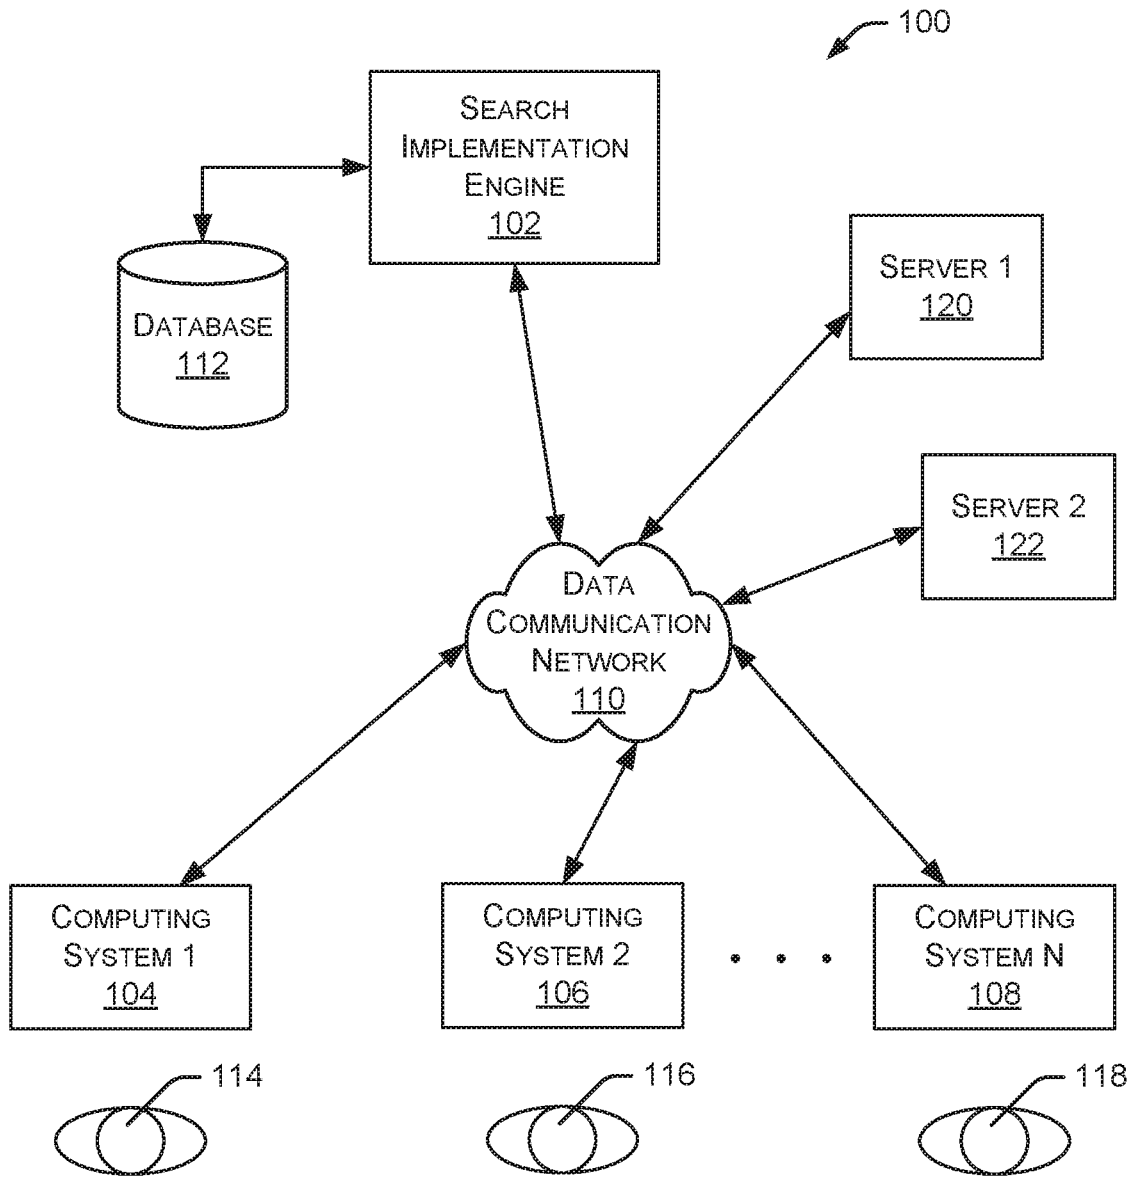 100
SEARCH
IMPLEMENTATION
ENGINE
102
SERVER 1
120
DATABASE
112
SERVER 2
122
DATA
COMMUNICATION
NETWORK
110
COMPUTING
SYSTEM 1
104
COMPUTING
SYSTEM 2
106
. . .
COMPUTING
SYSTEM N
108
114
116
118